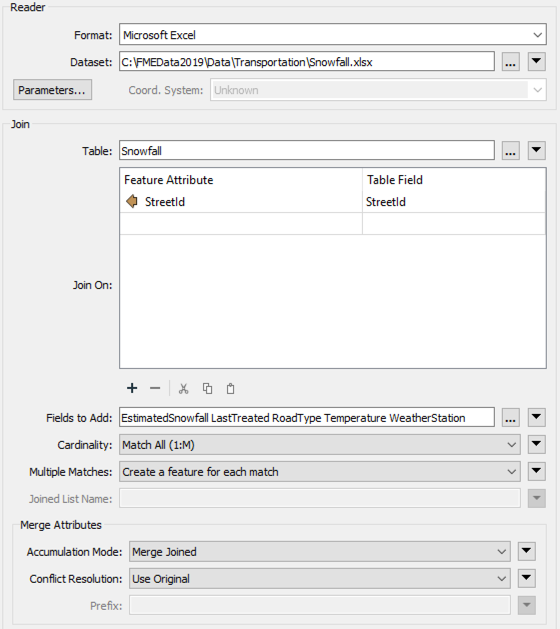 Reader
Format: Microsoft Excel
Dataset: C:\FMEData2019\Data\Transportation\Snowfall.xlsx ...
Parameters... Coord. System: Unknown
Join
Table: Snowfall ...
Feature Attribute Table Field
StreetId StreetId
Join On:
Fields to Add: EstimatedSnowfall LastTreated RoadType Temperature WeatherStation ...
Cardinality: Match All (1:M)
Multiple Matches: Create a feature for each match
Joined List Name:
Merge Attributes
Accumulation Mode: Merge Joined
Conflict Resolution: Use Original
Prefix: